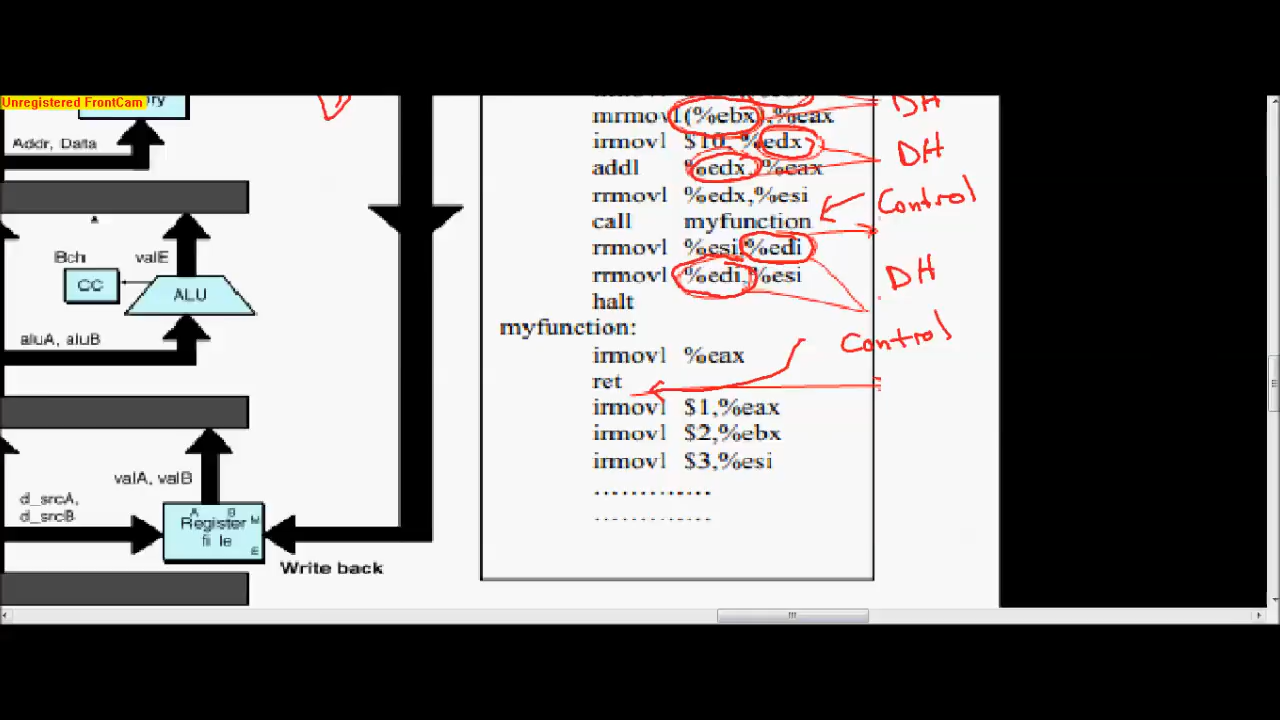 Unregistered FrontCam
ry
Addr, Data
Bch
valE
CC
ALU
aluA, aluB
valA, valB
d_srcA,
d_srcB
A B M
Register
file
E
Write back
mrmovl (%ebx),%eax
irmovl $10, %edx
addl %edx,%eax
rrmovl %edx,%esi
call myfunction
rrmovl %esi,%edi
rrmovl %edi,%esi
halt
myfunction:
irmovl %eax
ret
irmovl $1,%eax
irmovl $2,%ebx
irmovl $3,%esi
.............
.............
DH
DH
Control
DH
Control